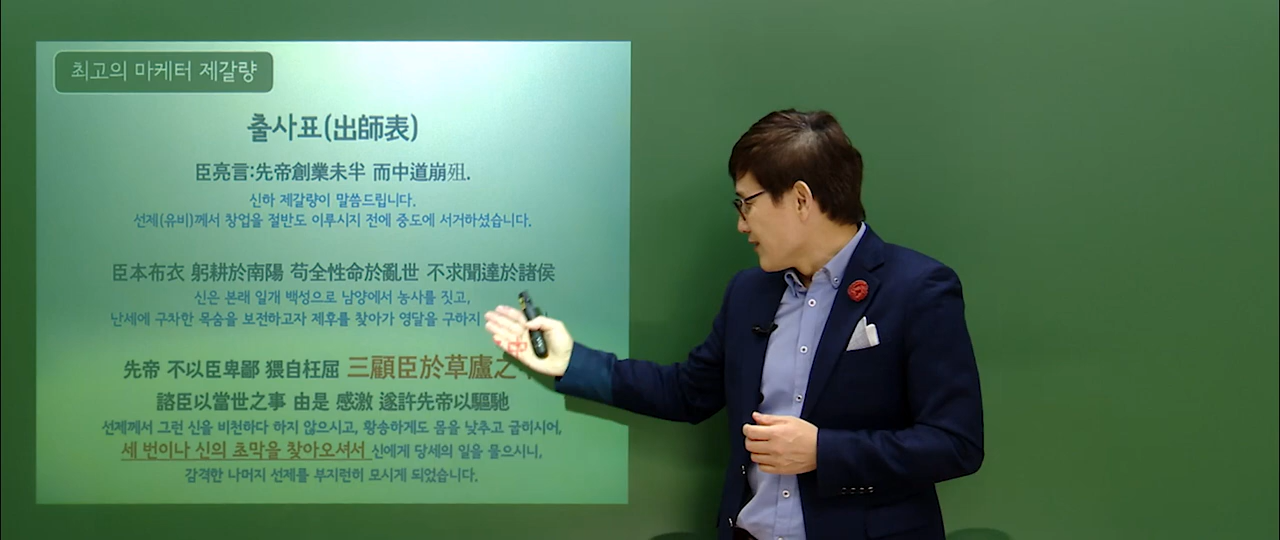 최고의 마케터 제갈량
출사표(出師表)
臣亮言:先帝創業未半 而中道崩殂.
신하 제갈량이 말씀드립니다.
선제(유비)께서 창업을 절반도 이루시지 전에 중도에 서거하셨습니다.
臣本布衣 躬耕於南陽 苟全性命於亂世 不求聞達於諸侯
신은 본래 일개 백성으로 남양에서 농사를 짓고,
난세에 구차한 목숨을 보전하고자 제후를 찾아가 영달을 구하지
先帝 不以臣卑鄙 猥自枉屈 三顧臣於草廬之
諮臣以當世之事 由是 感激 遂許先帝以驅馳
선제께서 그런 신을 비천하다 하지 않으시고, 황송하게도 몸을 낮추고 굽히시어,
세 번이나 신의 초막을 찾아오셔서 신에게 당세의 일을 물으시니,
감격한 나머지 선제를 부지런히 모시게 되었습니다.